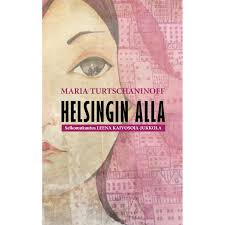 MARIA TURTSCHANINOFF
HELSINGIN ALLA
Selkomukautus LEENA KAIVOSOJA-JUKKOLA